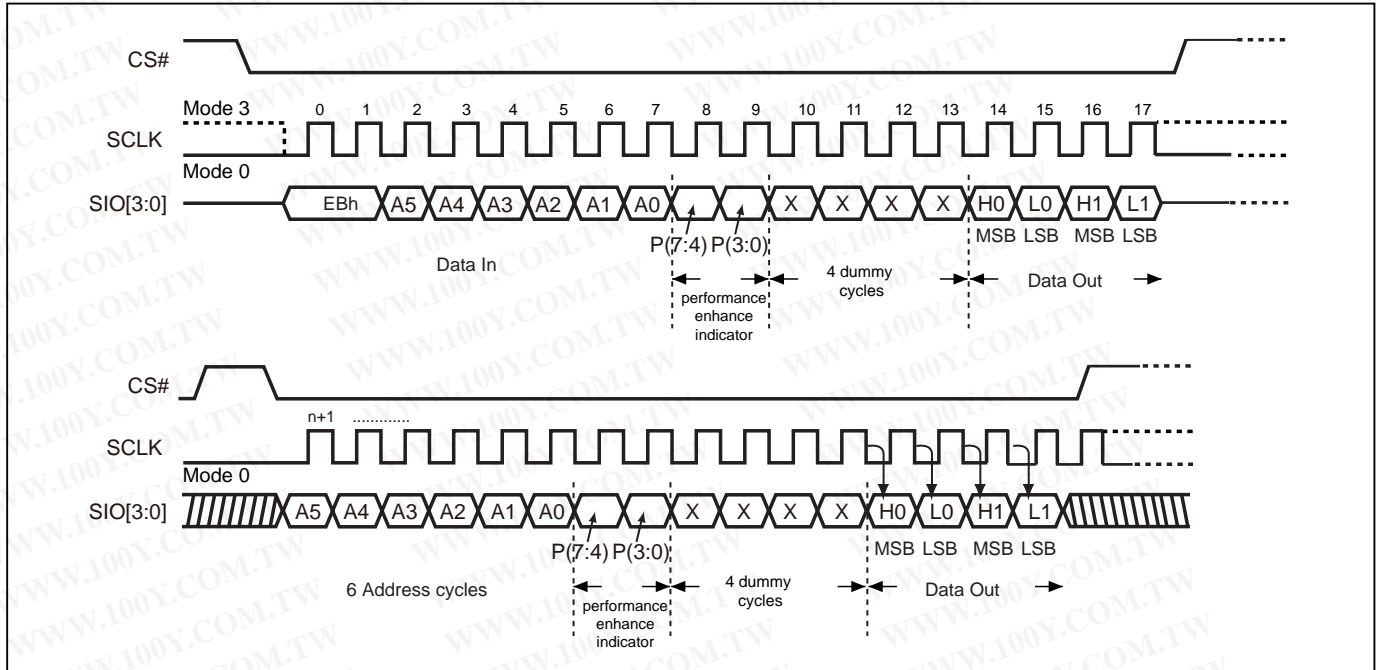 CS#
Mode 3
0 1 2 3 4 5 6 7 8 9 10 11 12 13 14 15 16 17
SCLK
Mode 0
SIO[3:0] EBh A5 A4 A3 A2 A1 A0 X X X X H0 L0 H1 L1
P(7:4) P(3:0) MSB LSB MSB LSB
Data In
4 dummy
cycles
Data Out
performance
enhance
indicator
CS#
n+1 .............
SCLK
Mode 0
SIO[3:0] A5 A4 A3 A2 A1 A0 X X X X H0 L0 H1 L1
P(7:4) P(3:0) MSB LSB MSB LSB
6 Address cycles
4 dummy
cycles
Data Out
performance
enhance
indicator
WWW.100Y.COM.TW